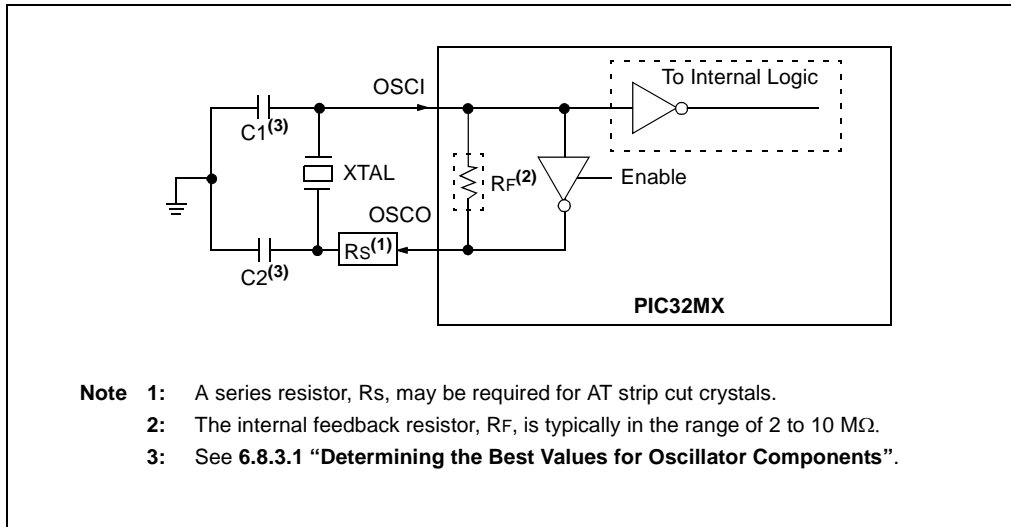 To Internal Logic
OSCI
C1(3)
XTAL
RF(2)
Enable
OSCO
RS(1)
C2(3)
PIC32MX
Note 1: A series resistor, Rs, may be required for AT strip cut crystals.
2: The internal feedback resistor, RF, is typically in the range of 2 to 10 MΩ.
3: See 6.8.3.1 “Determining the Best Values for Oscillator Components”.